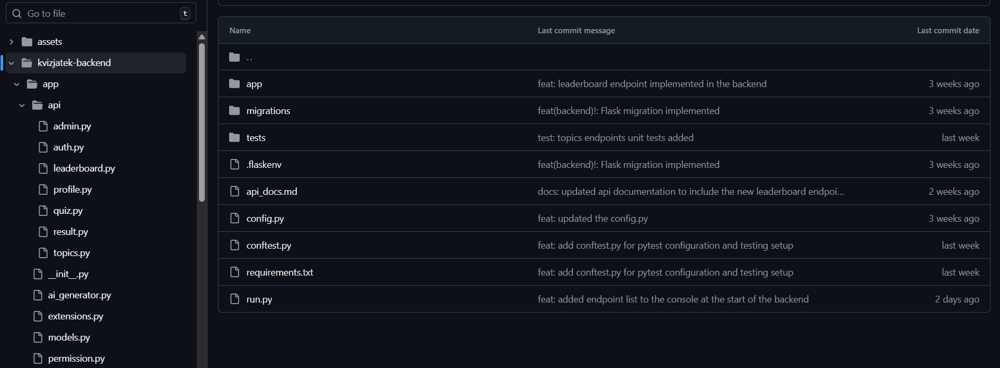 Go to file
t
assets
kvizjatek-backend
app
api
admin.py
auth.py
leaderboard.py
profile.py
quiz.py
result.py
topics.py
__init__.py
ai_generator.py
extensions.py
models.py
permission.py
Name Last commit message Last commit date
..
app feat: leaderboard endpoint implemented in the backend 3 weeks ago
migrations feat(backend)!: Flask migration implemented 3 weeks ago
tests test: topics endpoints unit tests added last week
.flaskenv feat(backend)!: Flask migration implemented 3 weeks ago
api_docs.md docs: updated api documentation to include the new leaderboard endpoi... 2 weeks ago
config.py feat: updated the config.py 3 weeks ago
conftest.py feat: add conftest.py for pytest configuration and testing setup last week
requirements.txt feat: add conftest.py for pytest configuration and testing setup last week
run.py feat: added endpoint list to the console at the start of the backend 2 days ago